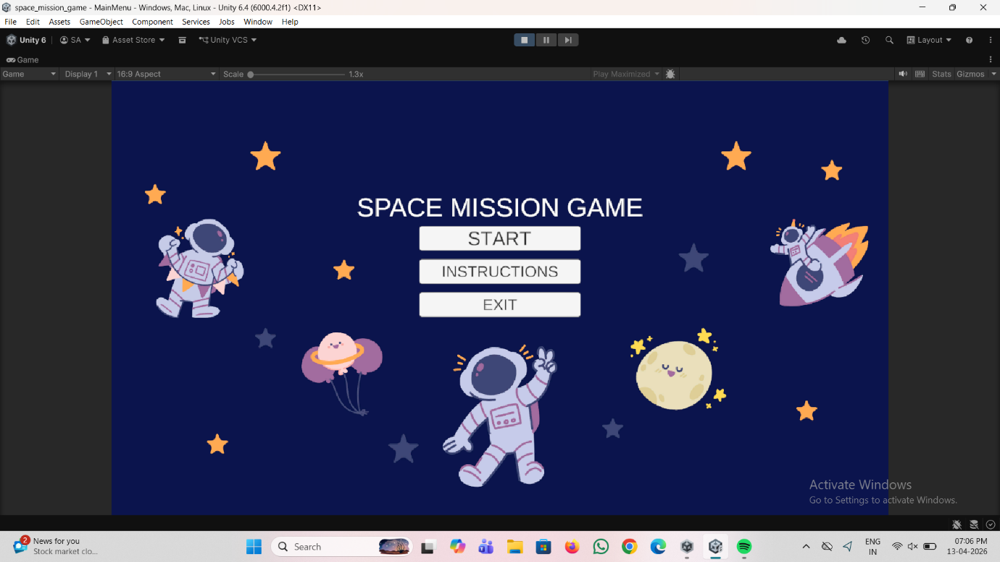 space_mission_game - MainMenu - Windows, Mac, Linux - Unity 6.4 (6000.4.2f1) <DX11>
File Edit Assets GameObject Component Services Jobs Window Help
Unity 6 SA Asset Store Unity VCS Layout
Game
Game Display 1 16:9 Aspect Scale 1.3x Play Maximized Stats Gizmos
SPACE MISSION GAME
START
INSTRUCTIONS
EXIT
Activate Windows
Go to Settings to activate Windows.
2 News for you
Stock market clo...
Search
ENG
IN
07:06 PM
13-04-2026